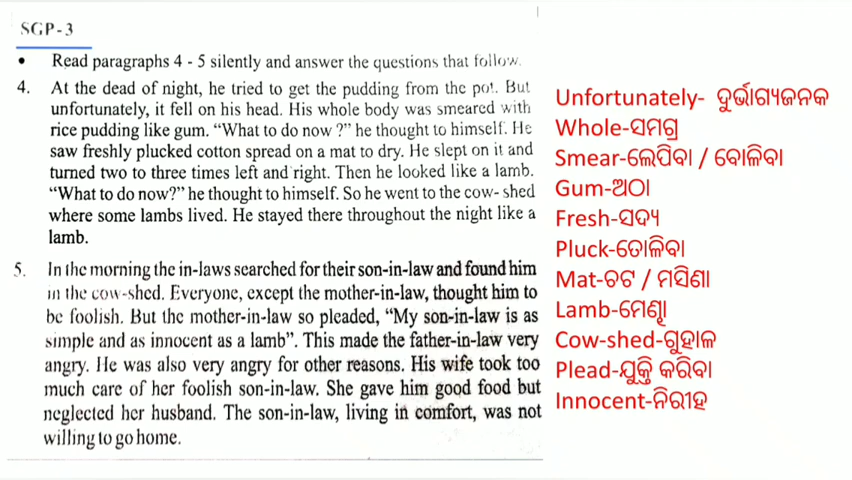 SGP-3
• Read paragraphs 4 - 5 silently and answer the questions that follow.
4. At the dead of night, he tried to get the pudding from the pot. But
unfortunately, it fell on his head. His whole body was smeared with
rice pudding like gum. “What to do now ?” he thought to himself. He
saw freshly plucked cotton spread on a mat to dry. He slept on it and
turned two to three times left and right. Then he looked like a lamb.
“What to do now?” he thought to himself. So he went to the cow- shed
where some lambs lived. He stayed there throughout the night like a
lamb.
5. In the morning the in-laws searched for their son-in-law and found him
in the cow-shed. Everyone, except the mother-in-law, thought him to
be foolish. But the mother-in-law so pleaded, “My son-in-law is as
simple and as innocent as a lamb”. This made the father-in-law very
angry. He was also very angry for other reasons. His wife took too
much care of her foolish son-in-law. She gave him good food but
neglected her husband. The son-in-law, living in comfort, was not
willing to go home.
Unfortunately- ଦୁର୍ଭାଗ୍ୟଜନକ
Whole-ସମଗ୍ର
Smear-ଲେପିବା / ବୋଳିବା
Gum-ଅଠା
Fresh-ସଦ୍ୟ
Pluck-ତୋଳିବା
Mat-ଚଟ / ମସିଣା
Lamb-ମେଣ୍ଢା
Cow-shed-ଗୁହାଳ
Plead-ଯୁକ୍ତି କରିବା
Innocent-ନିରୀହ